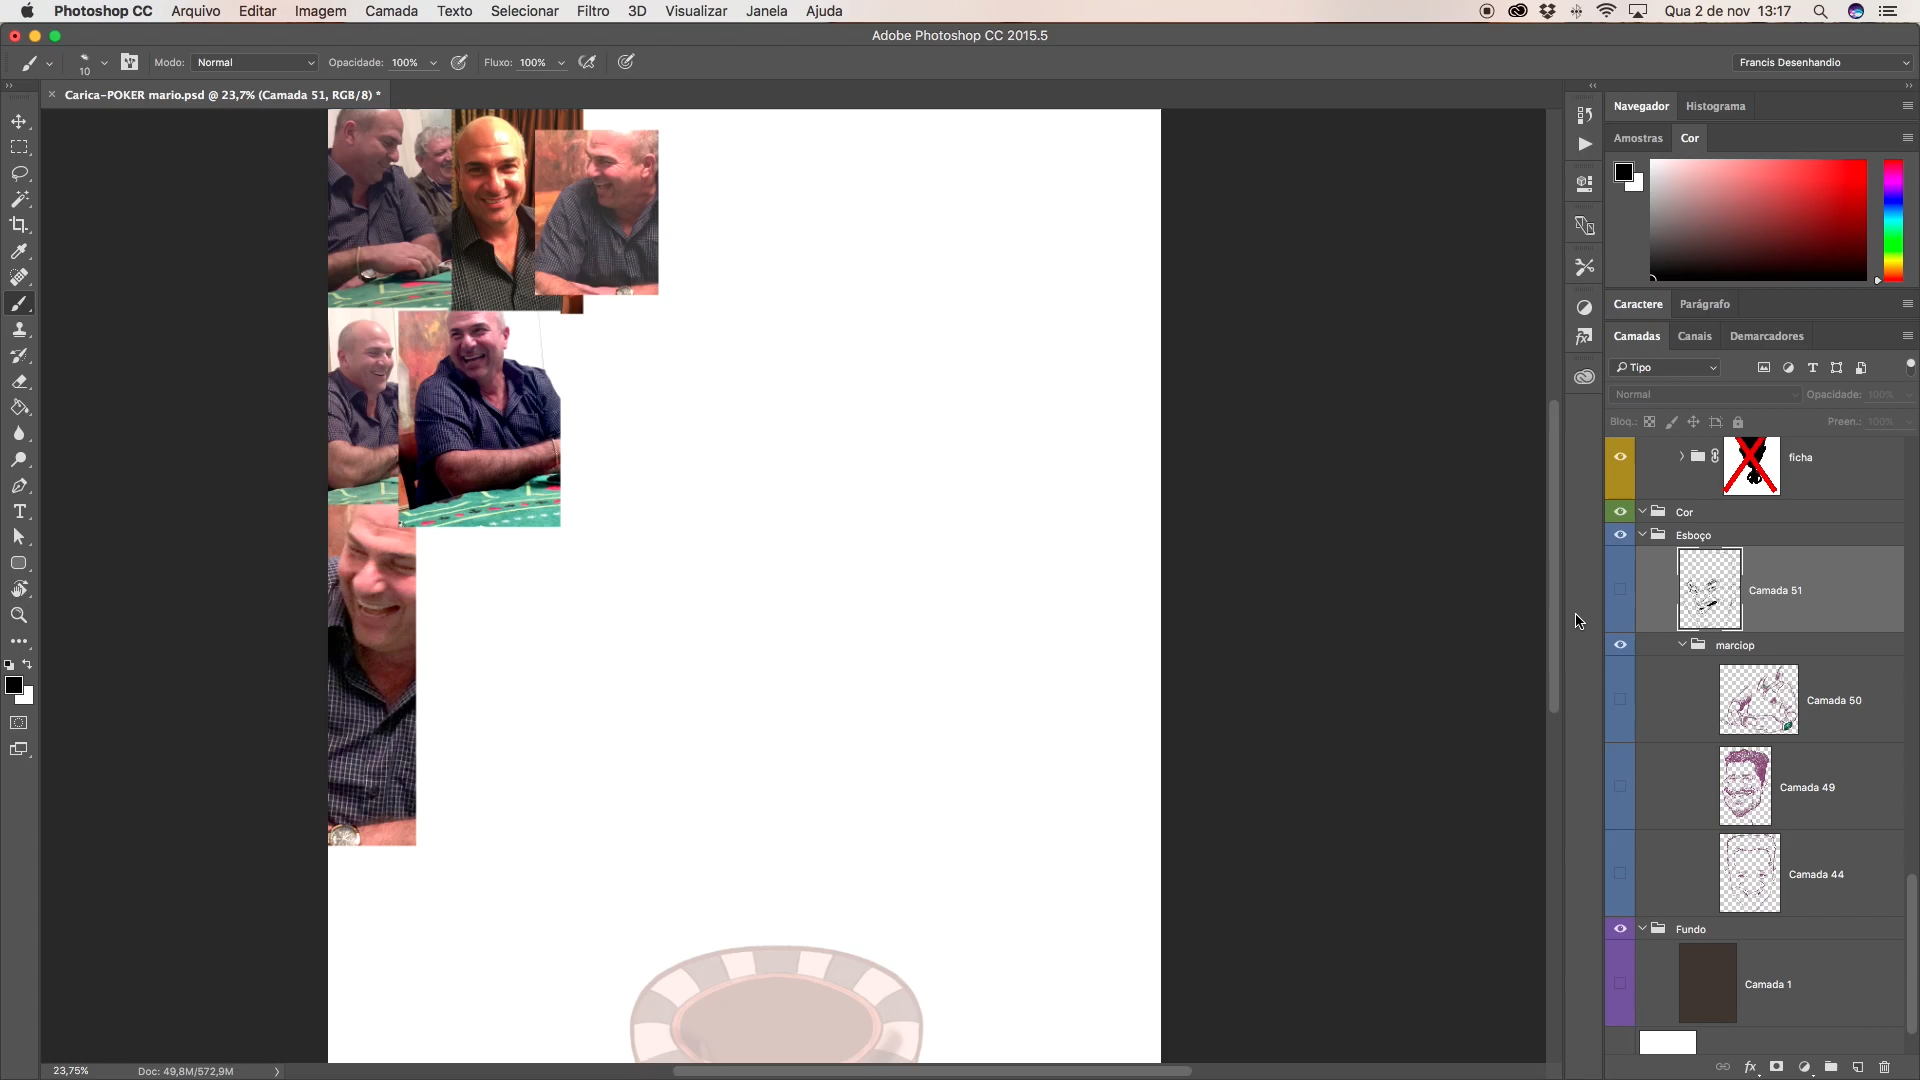 Photoshop CC Arquivo Editar Imagem Camada Texto Selecionar Filtro 3D Visualizar Janela Ajuda Qua 2 de nov 13:17
Adobe Photoshop CC 2015.5
10 Modo: Normal Opacidade: 100% Fluxo: 100% Francis Desenhandio
Carica-POKER mario.psd @ 23,7% (Camada 51, RGB/8) *
Navegador Histograma
Amostras Cor
Caractere Parágrafo
Camadas Canais Demarcadores
Tipo
Normal Opacidade: 100%
Bloq.: Preen.: 100%
ficha
Cor
Esboço
Camada 51
marciop
Camada 50
Camada 49
Camada 44
Fundo
Camada 1
23,75% Doc: 49,8M/572,9M